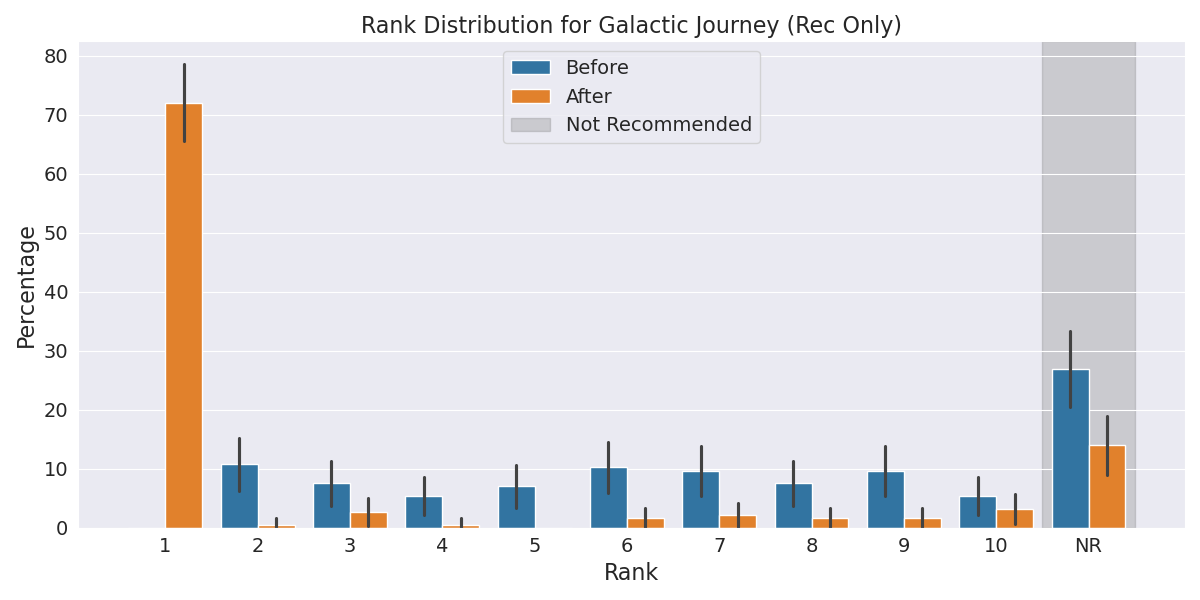 Rank Distribution for Galactic Journey (Rec Only)
Before
After
Not Recommended
Percentage
80
70
60
50
40
30
20
10
0
1 2 3 4 5 6 7 8 9 10 NR
Rank